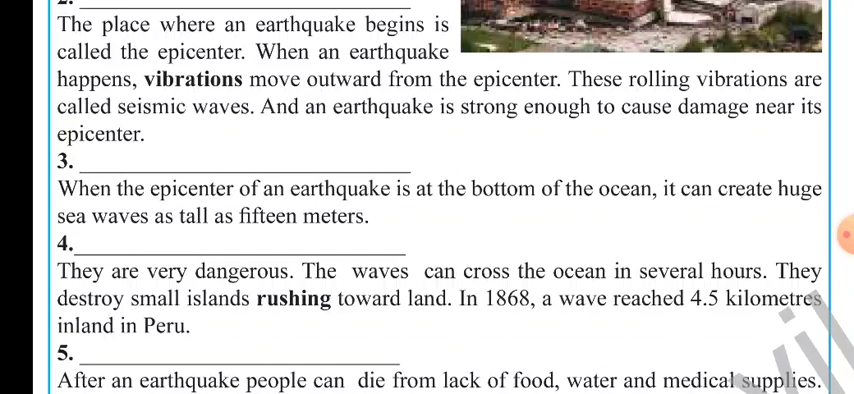 2. ______________________________
The place where an earthquake begins is
called the epicenter. When an earthquake
happens, vibrations move outward from the epicenter. These rolling vibrations are
called seismic waves. And an earthquake is strong enough to cause damage near its
epicenter.
3. ______________________________
When the epicenter of an earthquake is at the bottom of the ocean, it can create huge
sea waves as tall as fifteen meters.
4.______________________________
They are very dangerous. The waves can cross the ocean in several hours. They
destroy small islands rushing toward land. In 1868, a wave reached 4.5 kilometres
inland in Peru.
5. ______________________________
After an earthquake people can die from lack of food, water and medical supplies.